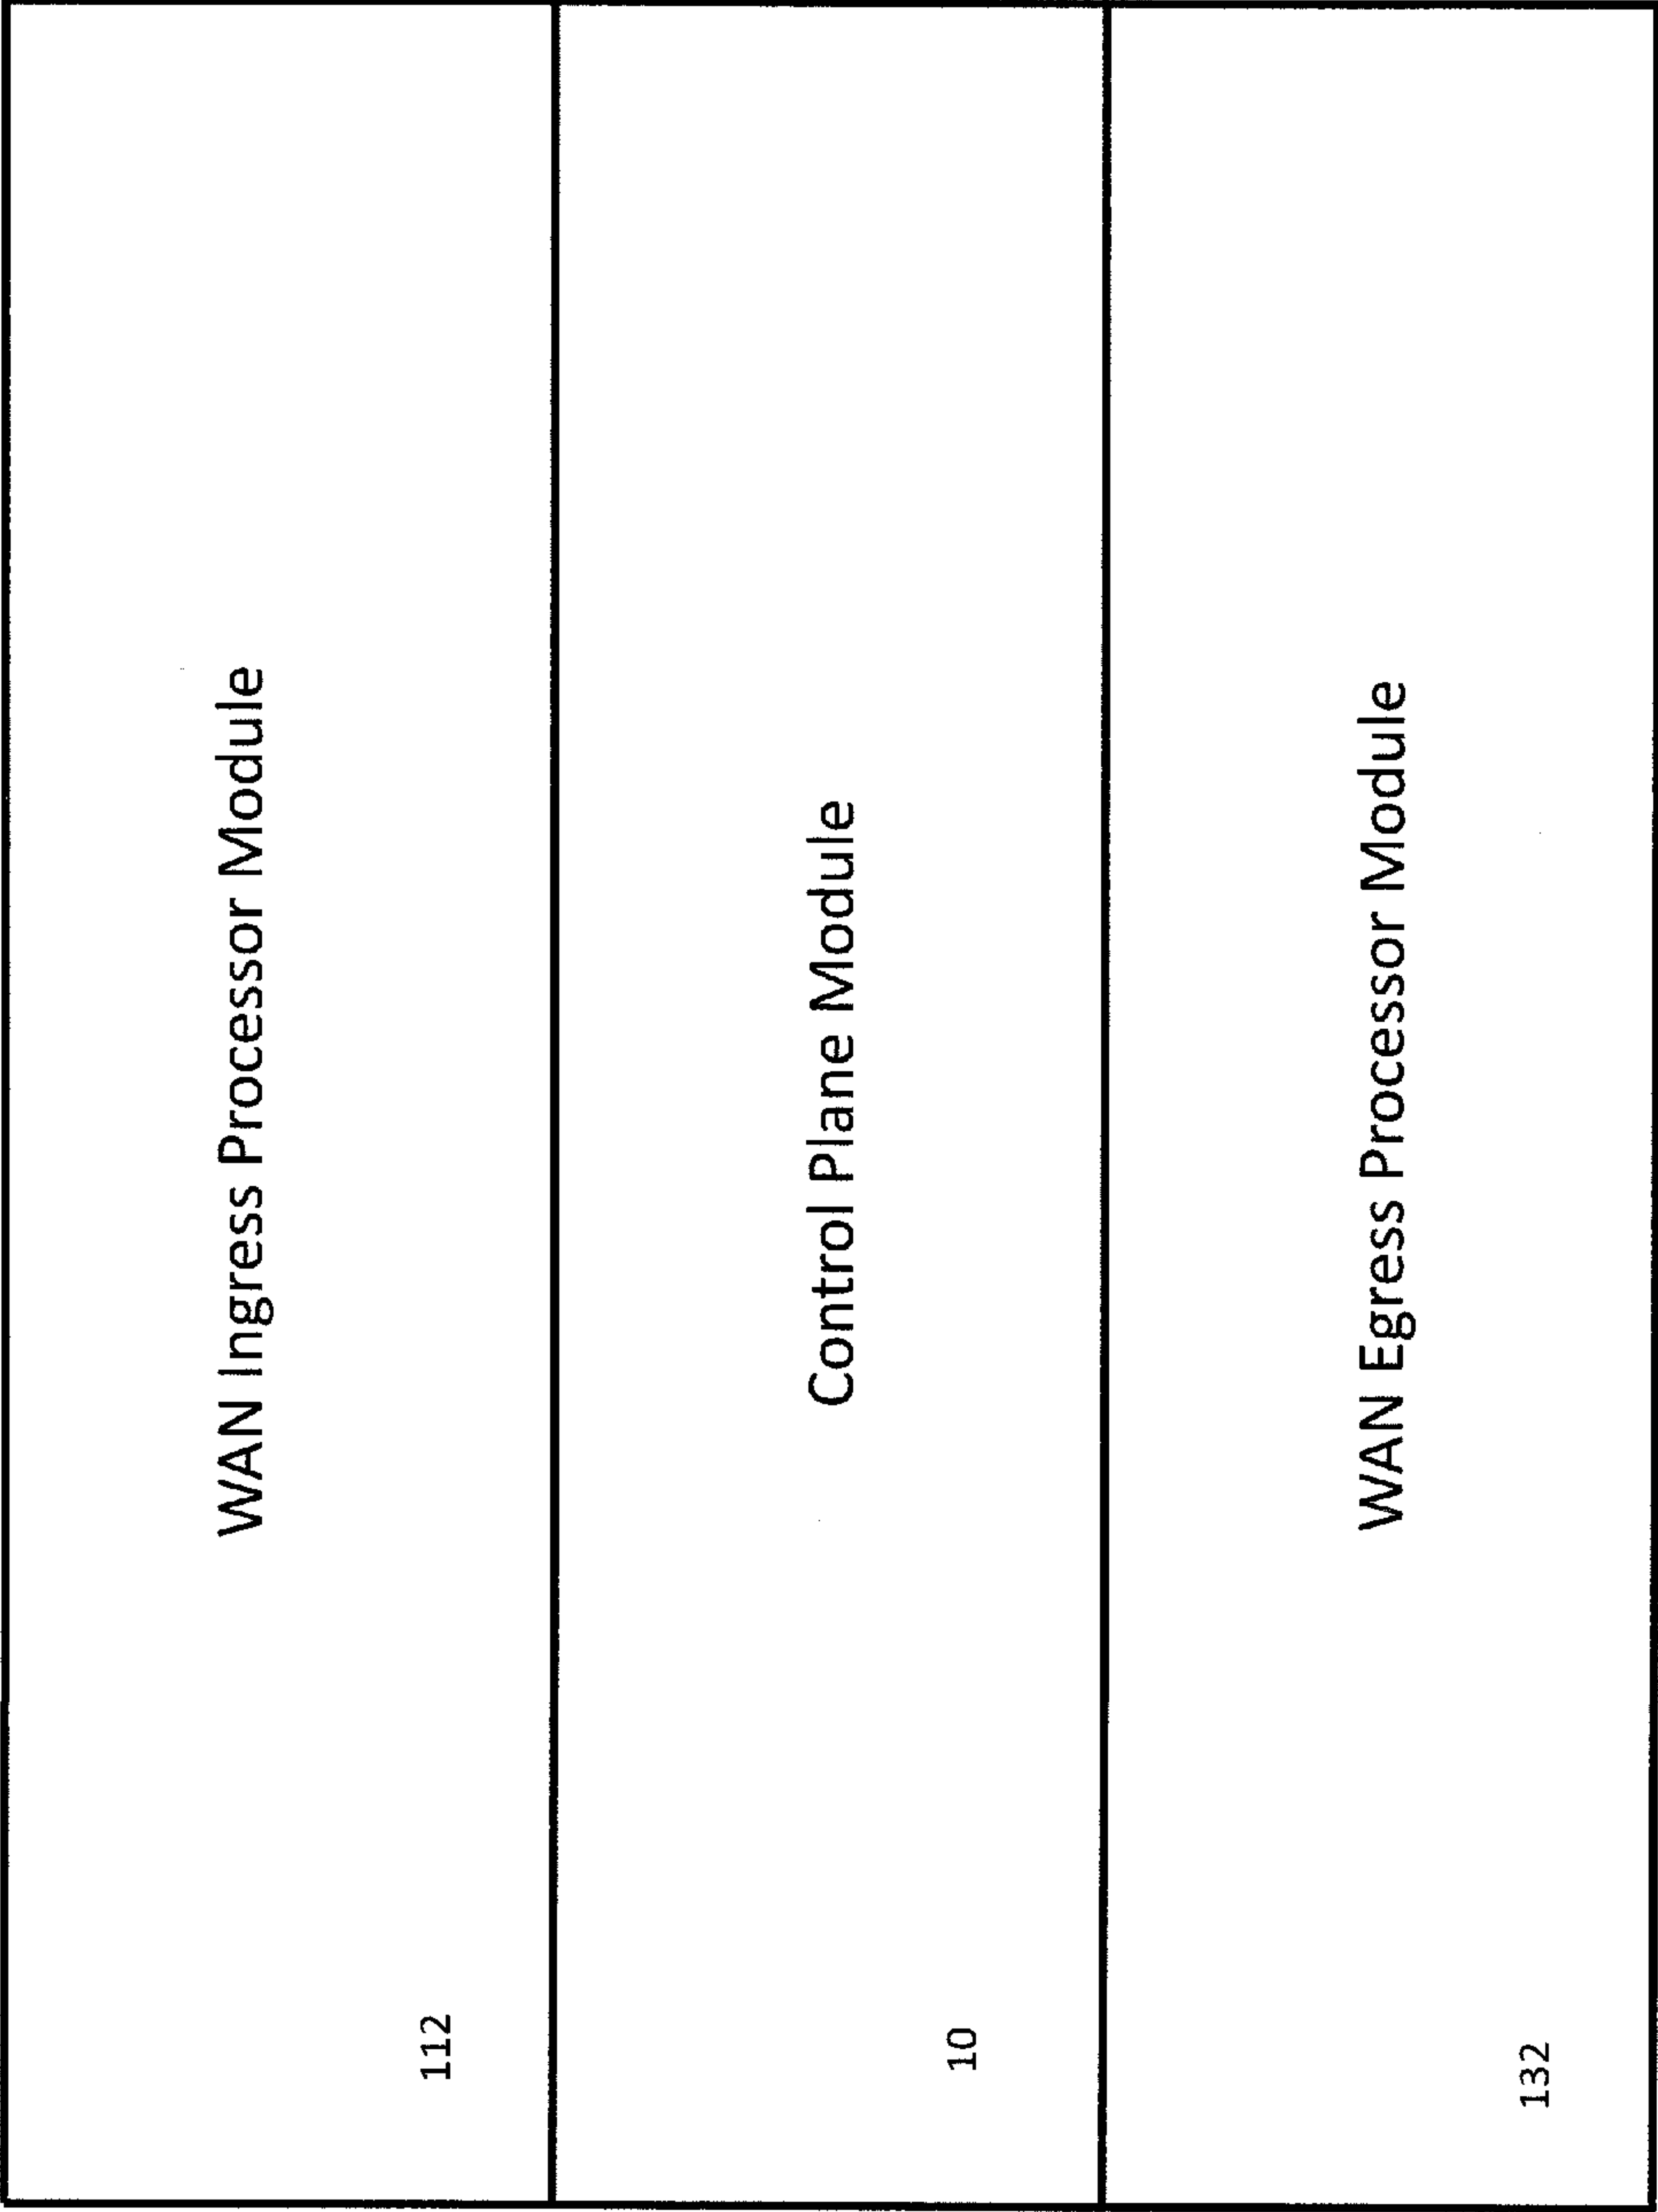 WAN Ingress Processor Module
112
Control Plane Module
10
WAN Egress Processor Module
132